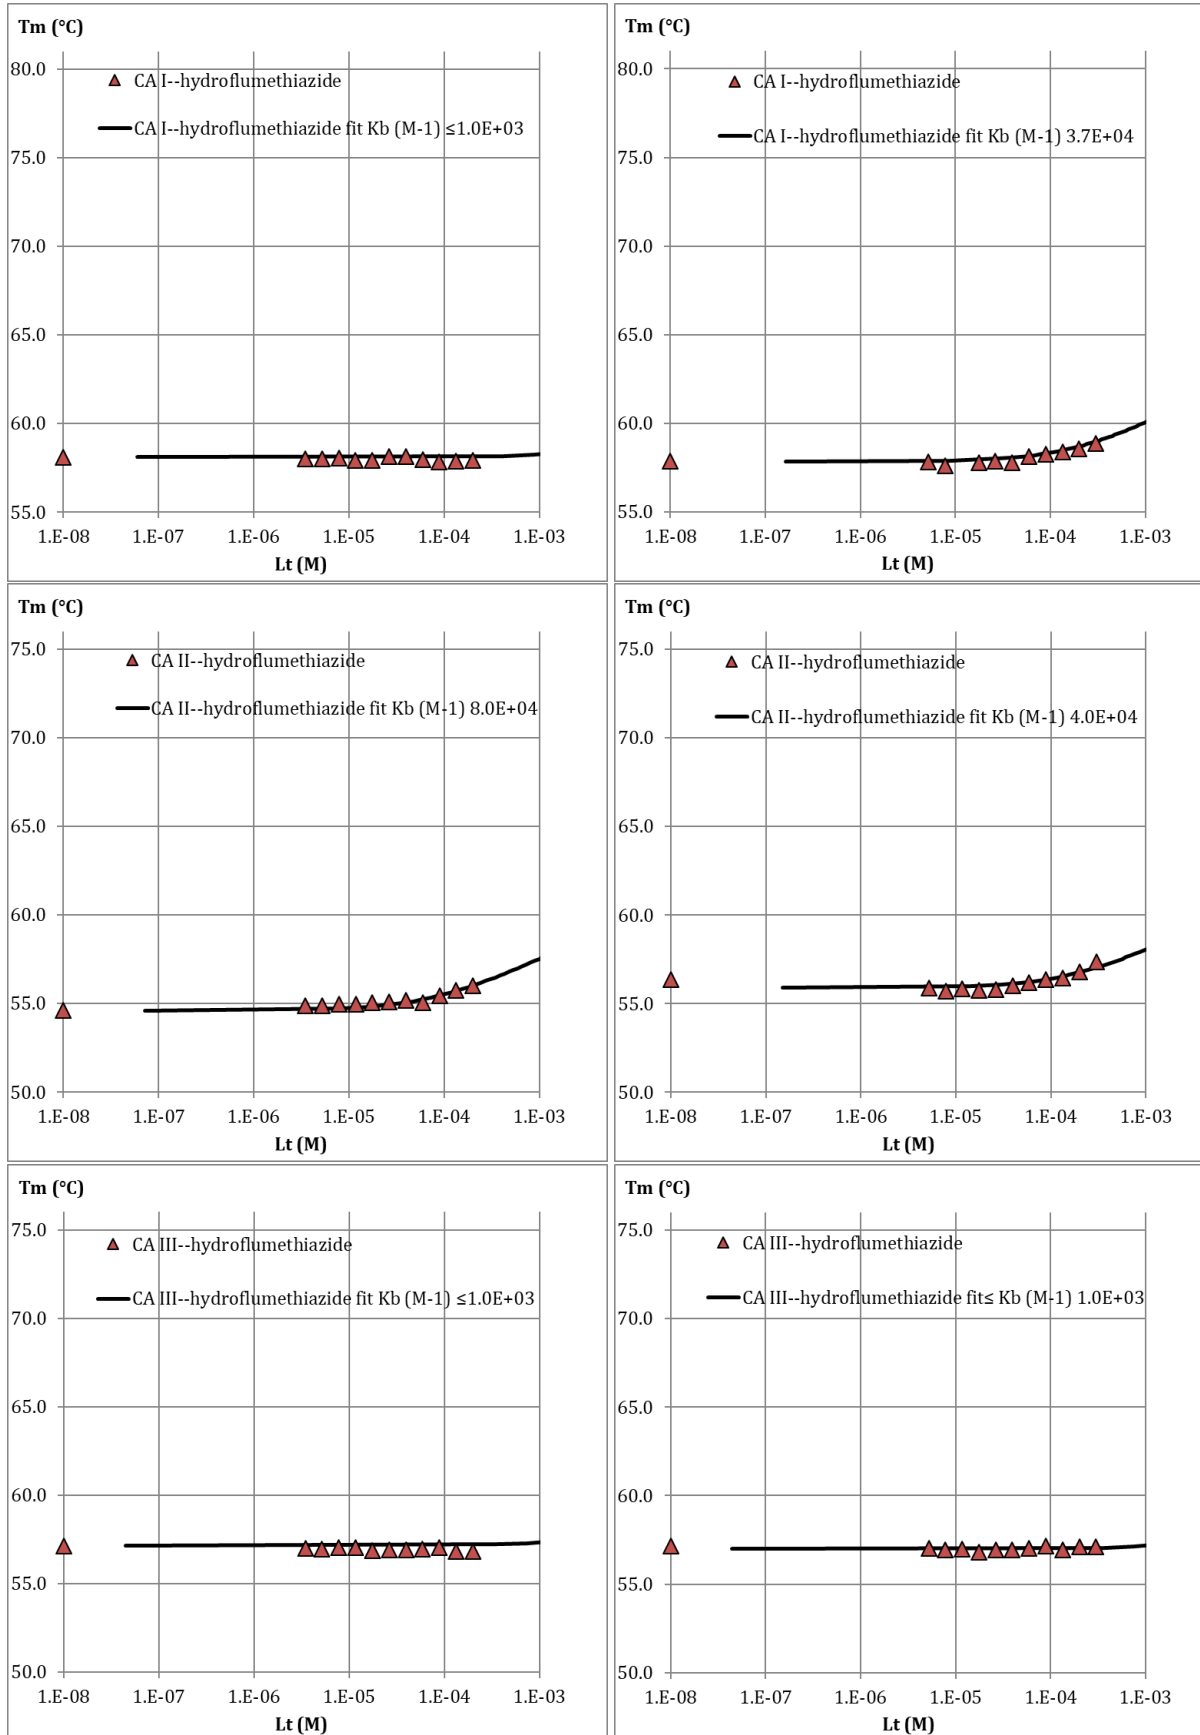 Tm (°C)
80.0
75.0
70.0
65.0
60.0
55.0
CA I--hydroflumethiazide
CA I--hydroflumethiazide fit Kb (M-1) ≤1.0E+03
1.E-08 1.E-07 1.E-06 1.E-05 1.E-04 1.E-03
Lt (M)
Tm (°C)
80.0
75.0
70.0
65.0
60.0
55.0
CA I--hydroflumethiazide
CA I--hydroflumethiazide fit Kb (M-1) 3.7E+04
1.E-08 1.E-07 1.E-06 1.E-05 1.E-04 1.E-03
Lt (M)
Tm (°C)
75.0
70.0
65.0
60.0
55.0
50.0
CA II--hydroflumethiazide
CA II--hydroflumethiazide fit Kb (M-1) 8.0E+04
1.E-08 1.E-07 1.E-06 1.E-05 1.E-04 1.E-03
Lt (M)
Tm (°C)
75.0
70.0
65.0
60.0
55.0
50.0
CA II--hydroflumethiazide
CA II--hydroflumethiazide fit Kb (M-1) 4.0E+04
1.E-08 1.E-07 1.E-06 1.E-05 1.E-04 1.E-03
Lt (M)
Tm (°C)
75.0
70.0
65.0
60.0
55.0
50.0
CA III--hydroflumethiazide
CA III--hydroflumethiazide fit Kb (M-1) ≤1.0E+03
1.E-08 1.E-07 1.E-06 1.E-05 1.E-04 1.E-03
Lt (M)
Tm (°C)
75.0
70.0
65.0
60.0
55.0
50.0
CA III--hydroflumethiazide
CA III--hydroflumethiazide fit≤ Kb (M-1) 1.0E+03
1.E-08 1.E-07 1.E-06 1.E-05 1.E-04 1.E-03
Lt (M)